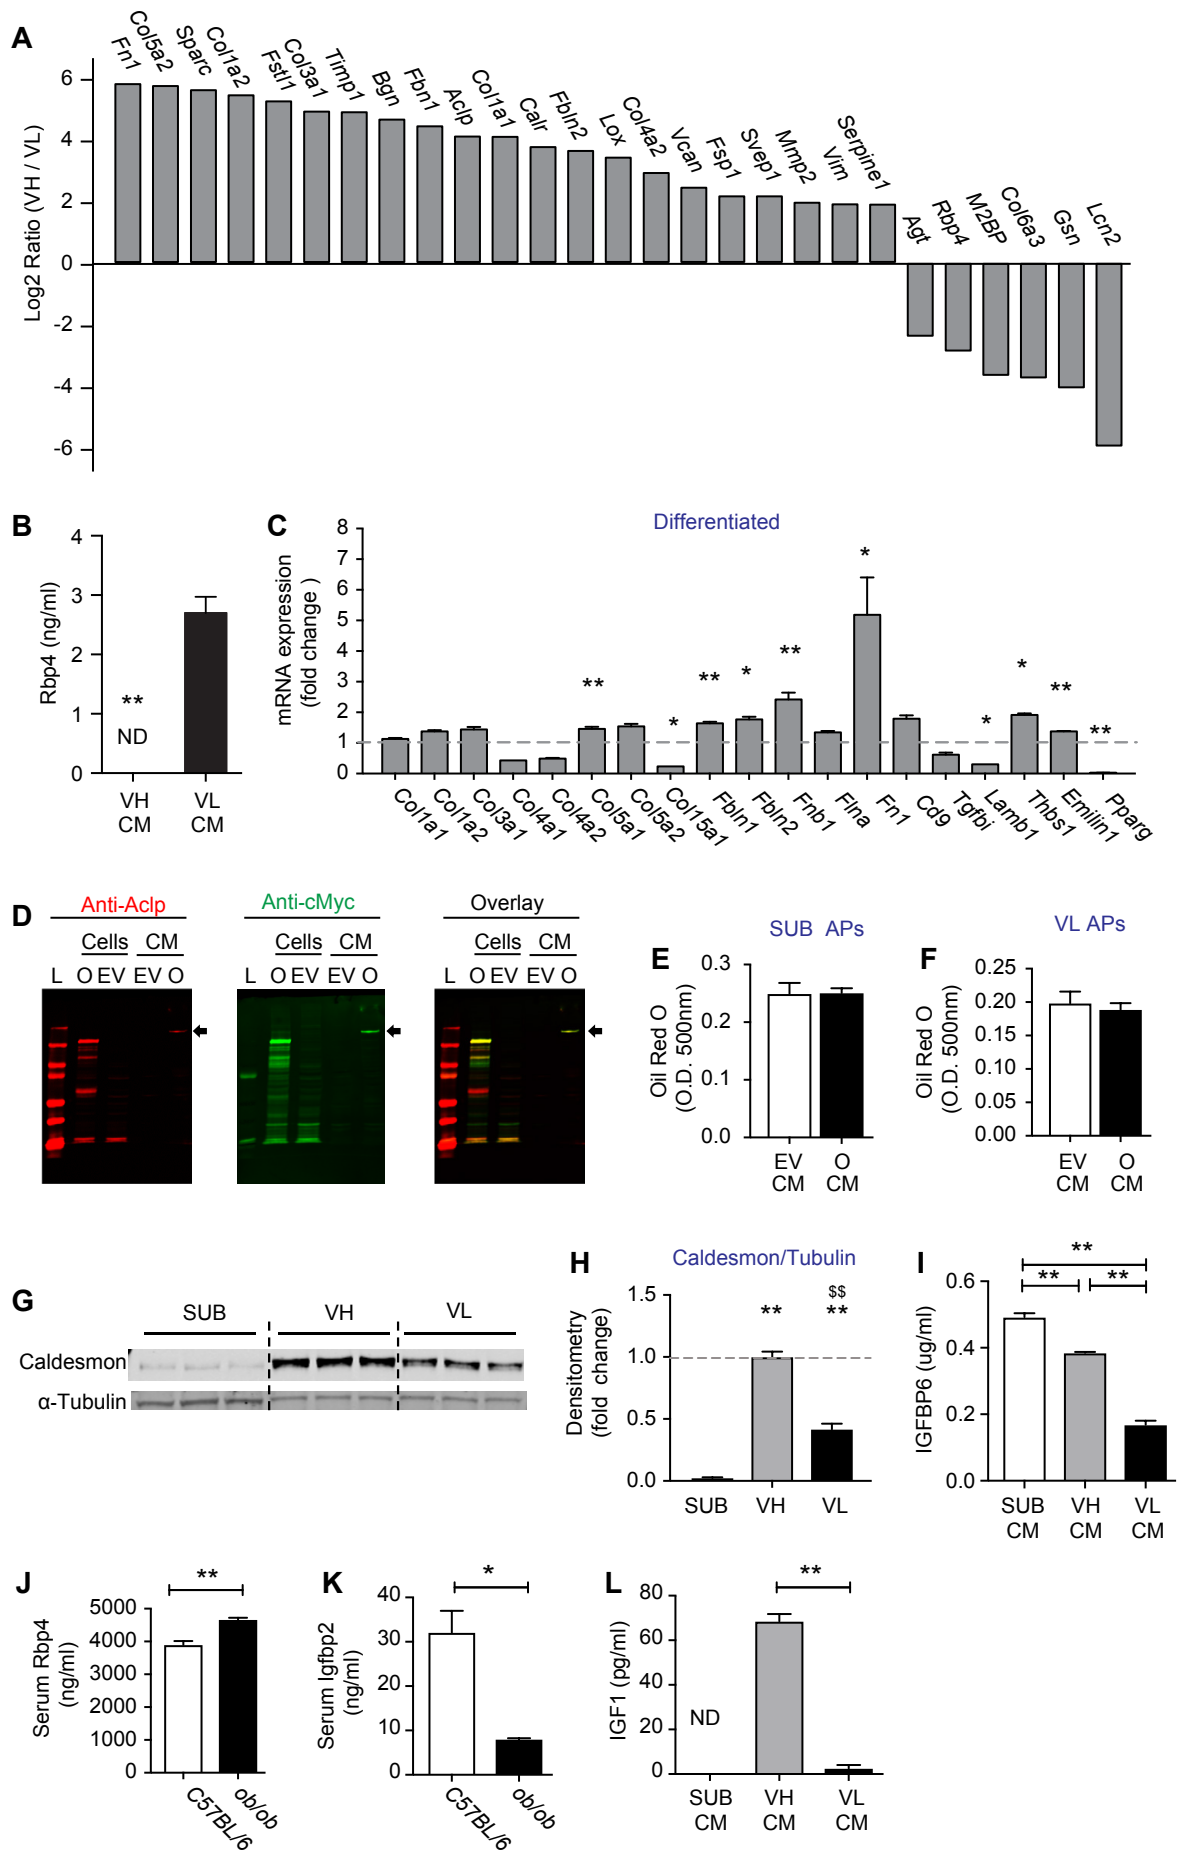 A
Fn1
Col5a2
Sparc
Col1a2
Fstl1
Col3a1
Timp1
Bgn
Fbn1
Aclp
Col1a1
Calr
Fbln2
Lox
Col4a2
Vcan
Fsp1
Svep1
Mmp2
Vim
Serpine1
Agt
Rbp4
M2BP
Col6a3
Gsn
Lcn2
Log2 Ratio (VH / VL)
6
4
2
0
-2
-4
-6
B
Rbp4 (ng/ml)
4
3
2
1
0
**
ND
VH
CM
VL
CM
C
Differentiated
mRNA expression
(fold change )
8
7
6
5
4
3
2
1
0
**
*
**
*
**
*
*
*
**
**
Col1a1
Col1a2
Col3a1
Col4a1
Col4a2
Col5a1
Col5a2
Col15a1
Fbln1
Fbln2
Fnb1
Flna
Fn1
Cd9
Tgfbi
Lamb1
Thbs1
Emilin1
Pparg
D
Anti-Aclp
Anti-cMyc
Overlay
Cells CM
Cells CM
Cells CM
L O EV EV O
L O EV EV O
L O EV EV O
E
SUB APs
Oil Red O
(O.D. 500nm)
0.3
0.2
0.1
0.0
EV
CM
O
CM
F
VL APs
Oil Red O
(O.D. 500nm)
0.25
0.20
0.15
0.10
0.05
0.00
EV
CM
O
CM
G
SUB VH VL
Caldesmon
α-Tubulin
H
Caldesmon/Tubulin
Densitometry
(fold change)
1.5
1.0
0.5
0.0
**
$$
**
SUB VH VL
I
IGFBP6 (ug/ml)
0.6
0.4
0.2
0.0
**
** **
SUB
CM
VH
CM
VL
CM
J
Serum Rbp4
(ng/ml)
5000
4000
3000
2000
1000
0
**
C57BL/6
ob/ob
K
Serum Igfbp2
(ng/ml)
40
30
20
10
0
*
C57BL/6
ob/ob
L
IGF1 (pg/ml)
80
60
40
20
0
**
ND
SUB
CM
VH
CM
VL
CM